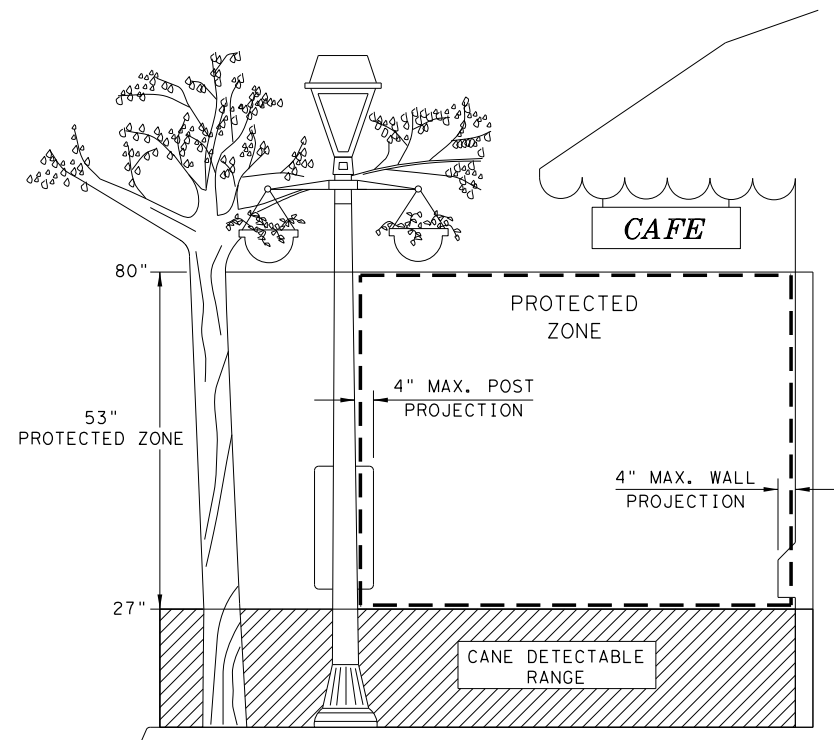 CAFE
80"
PROTECTED
ZONE
4" MAX. POST
PROJECTION
53"
PROTECTED ZONE
4" MAX. WALL
PROJECTION
27"
CANE DETECTABLE
RANGE